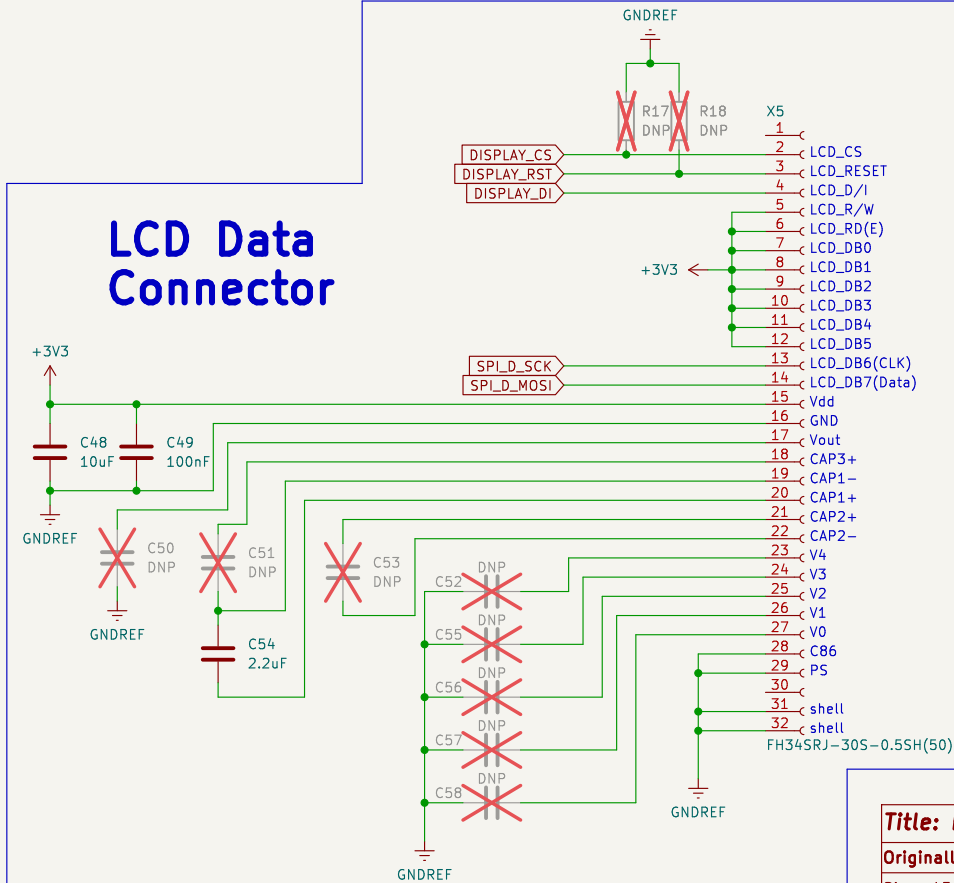 GNDREF
R17
DNP
R18
DNP
X5
1
DISPLAY_CS
2
LCD_CS
DISPLAY_RST
3
LCD_RESET
DISPLAY_DI
4
LCD_D/I
5
LCD_R/W
6
LCD_RD(E)
7
LCD_DB0
+3V3
8
LCD_DB1
9
LCD_DB2
10
LCD_DB3
11
LCD_DB4
12
LCD_DB5
LCD Data
Connector
SPI_D_SCK
13
LCD_DB6(CLK)
SPI_D_MOSI
14
LCD_DB7(Data)
+3V3
15
Vdd
16
GND
17
Vout
18
CAP3+
19
CAP1-
20
CAP1+
21
CAP2+
22
CAP2-
23
V4
24
V3
25
V2
26
V1
27
V0
28
C86
29
PS
30
31
shell
32
shell
FH34SRJ-30S-0.5SH(50)
C48
10uF
C49
100nF
GNDREF
C50
DNP
GNDREF
C51
DNP
C53
DNP
C54
2.2uF
DNP
C52
DNP
C55
DNP
C56
DNP
C57
DNP
C58
GNDREF
GNDREF
Title: